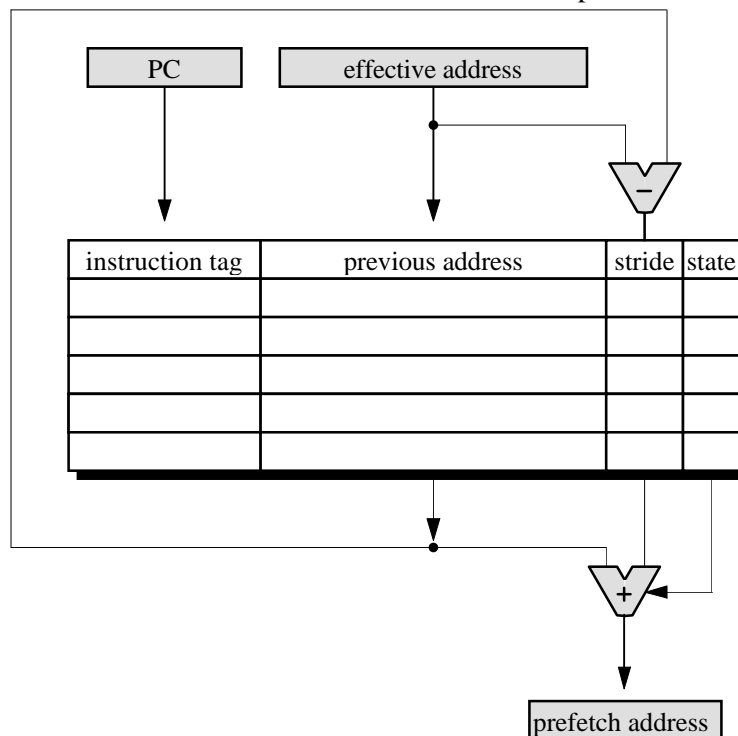 PC
effective address
−
instruction tag
previous address
stride
state
+
prefetch address